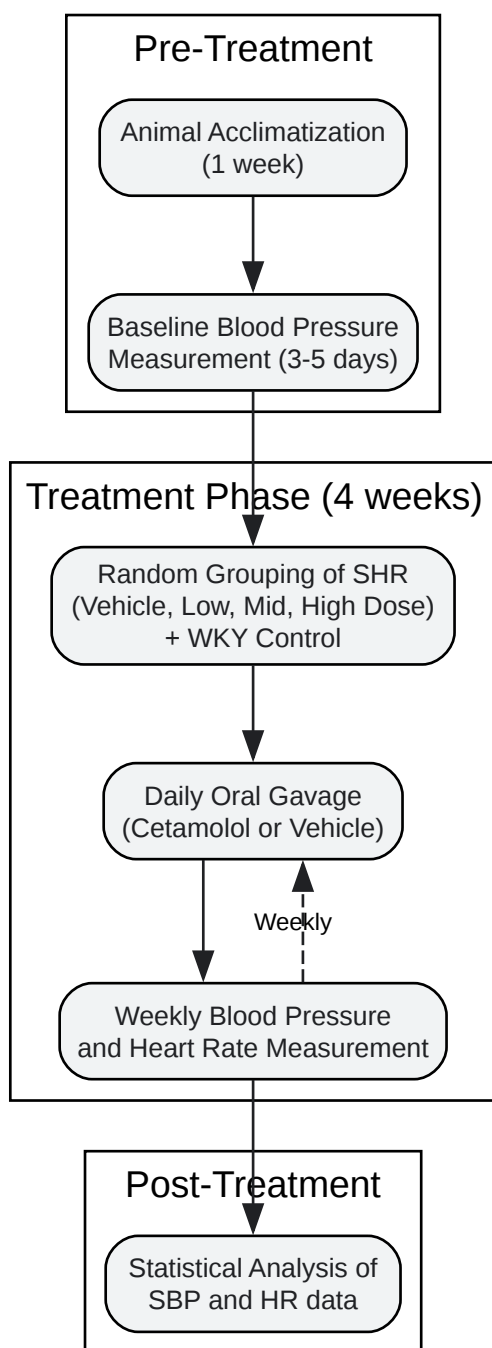 Pre-Treatment
Animal Acclimatization
(1 week)
Baseline Blood Pressure
Measurement (3-5 days)
Treatment Phase (4 weeks)
Random Grouping of SHR
(Vehicle, Low, Mid, High Dose)
+ WKY Control
Daily Oral Gavage
(Cetamolol or Vehicle)
Weekly
Weekly Blood Pressure
and Heart Rate Measurement
Post-Treatment
Statistical Analysis of
SBP and HR data